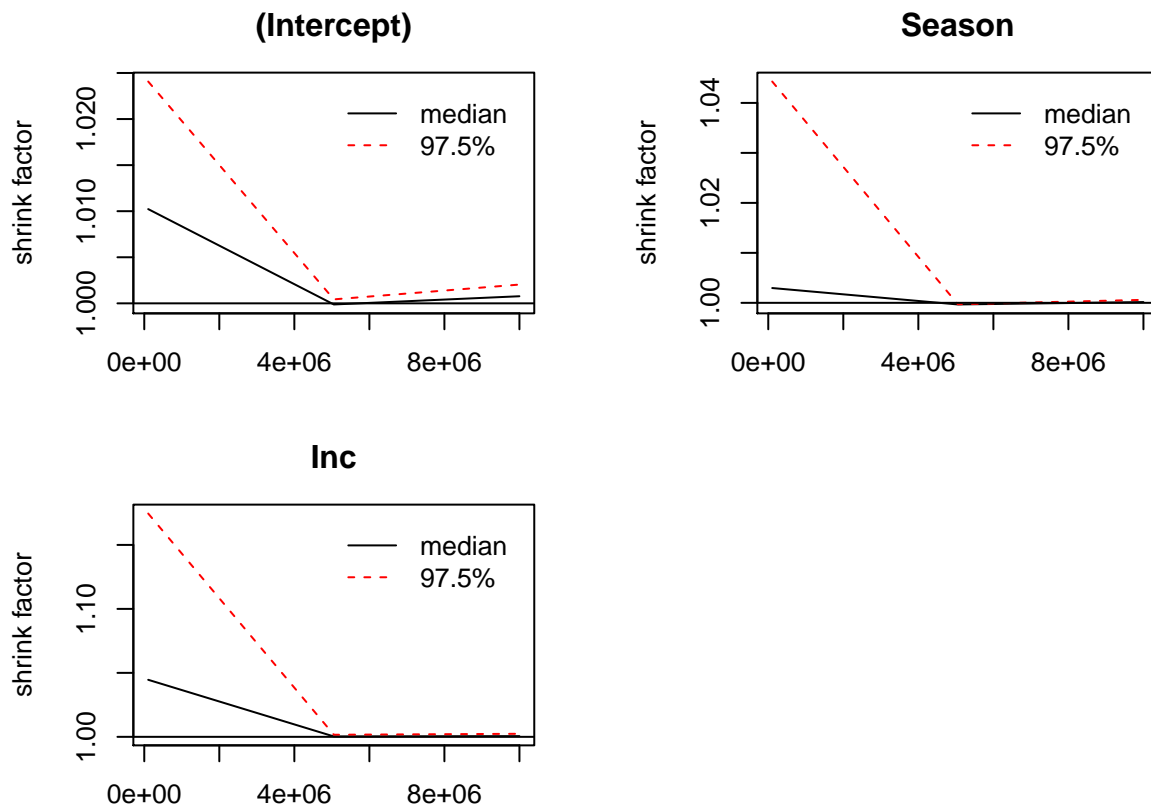 (Intercept)
shrink factor
1.000
1.010
1.020
median
97.5%
0e+00
4e+06
8e+06
Season
shrink factor
1.00
1.02
1.04
median
97.5%
0e+00
4e+06
8e+06
Inc
shrink factor
1.00
1.10
median
97.5%
0e+00
4e+06
8e+06